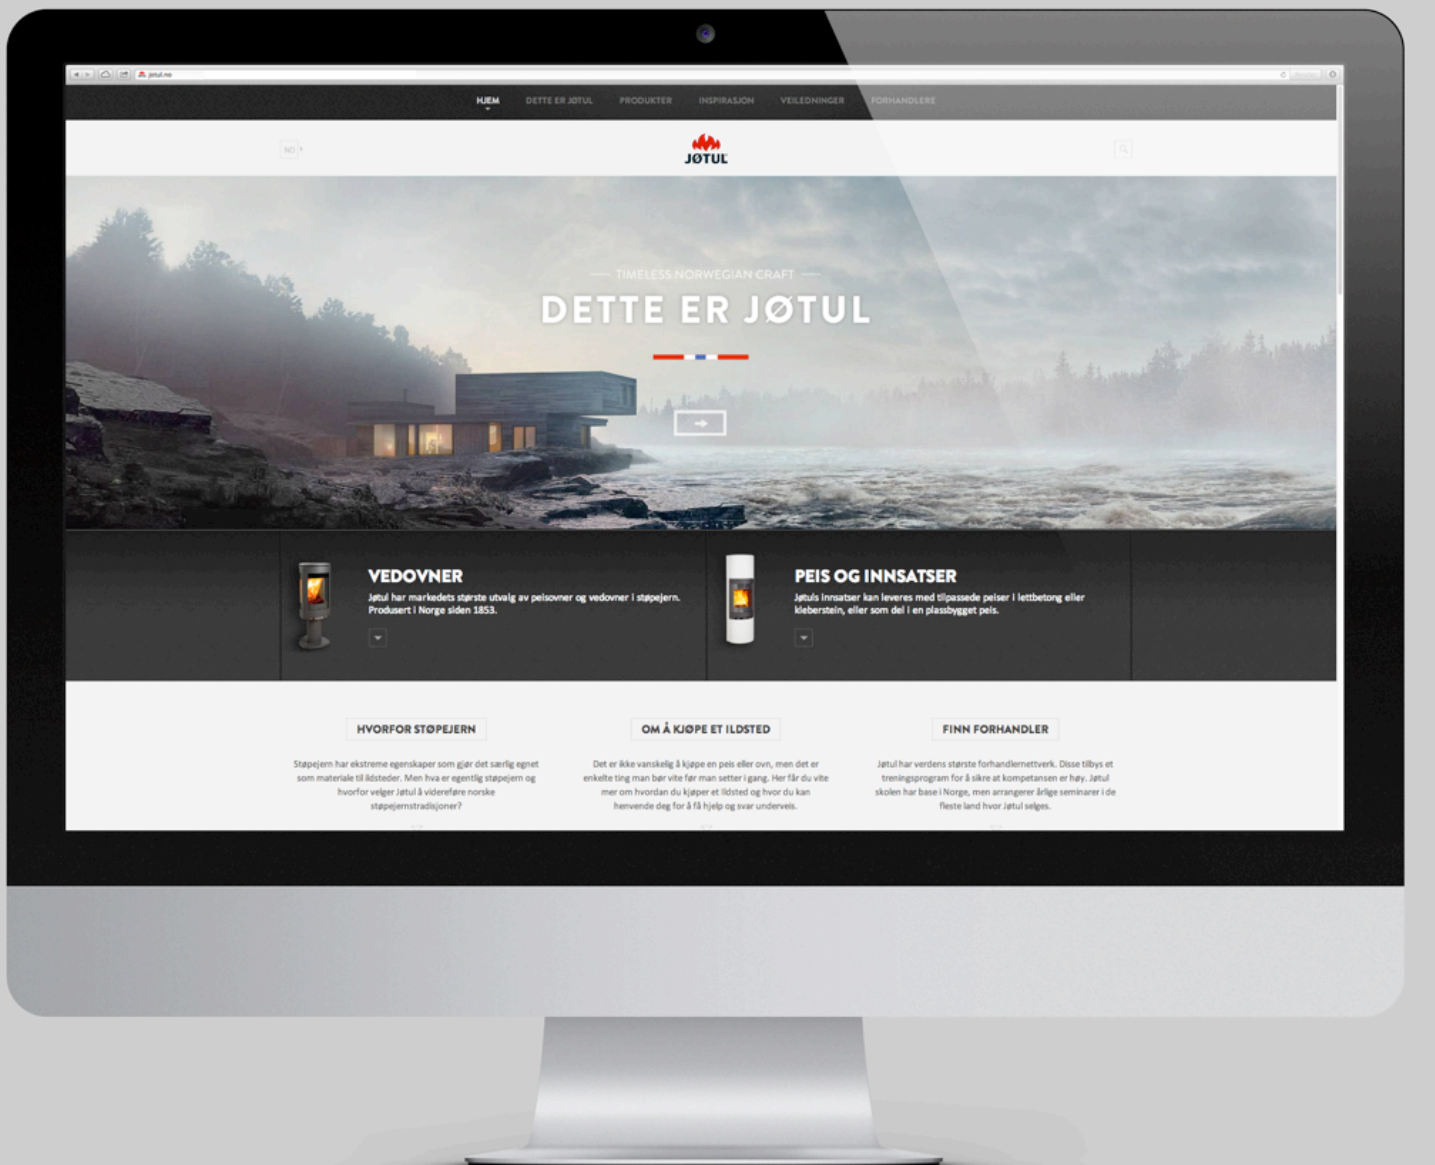 jotul.no
HJEM DETTE ER JØTUL PRODUKTER INSPIRASJON VEILEDNINGER FORHANDLERE
NO
JØTUL
TIMELESS NORWEGIAN CRAFT
DETTE ER JØTUL
VEDOVNER
Jøtul har markedets største utvalg av peisovner og vedovner i støpejern.
Produsert i Norge siden 1853.
PEIS OG INNSATSER
Jøtuls innsatser kan leveres med tilpassede peiser i lettbetong eller
kleberstein, eller som del i en plassbygget peis.
HVORFOR STØPEJERN
Støpejern har ekstreme egenskaper som gjør det særlig egnet
som materiale til ildsteder. Men hva er egentlig støpejern og
hvorfor velger Jøtul å videreføre norske
støpejernstradisjoner?
OM Å KJØPE ET ILDSTED
Det er ikke vanskelig å kjøpe en peis eller ovn, men det er
enkelte ting man bør vite før man setter i gang. Her får du vite
mer om hvordan du kjøper et ildsted og hvor du kan
henvende deg for å få hjelp og svar underveis.
FINN FORHANDLER
Jøtul har verdens største forhandlernettverk. Disse tilbys et
treningsprogram for å sikre at kompetansen er høy. Jøtul
skolen har base i Norge, men arrangerer årlige seminarer i de
fleste land hvor Jøtul selges.